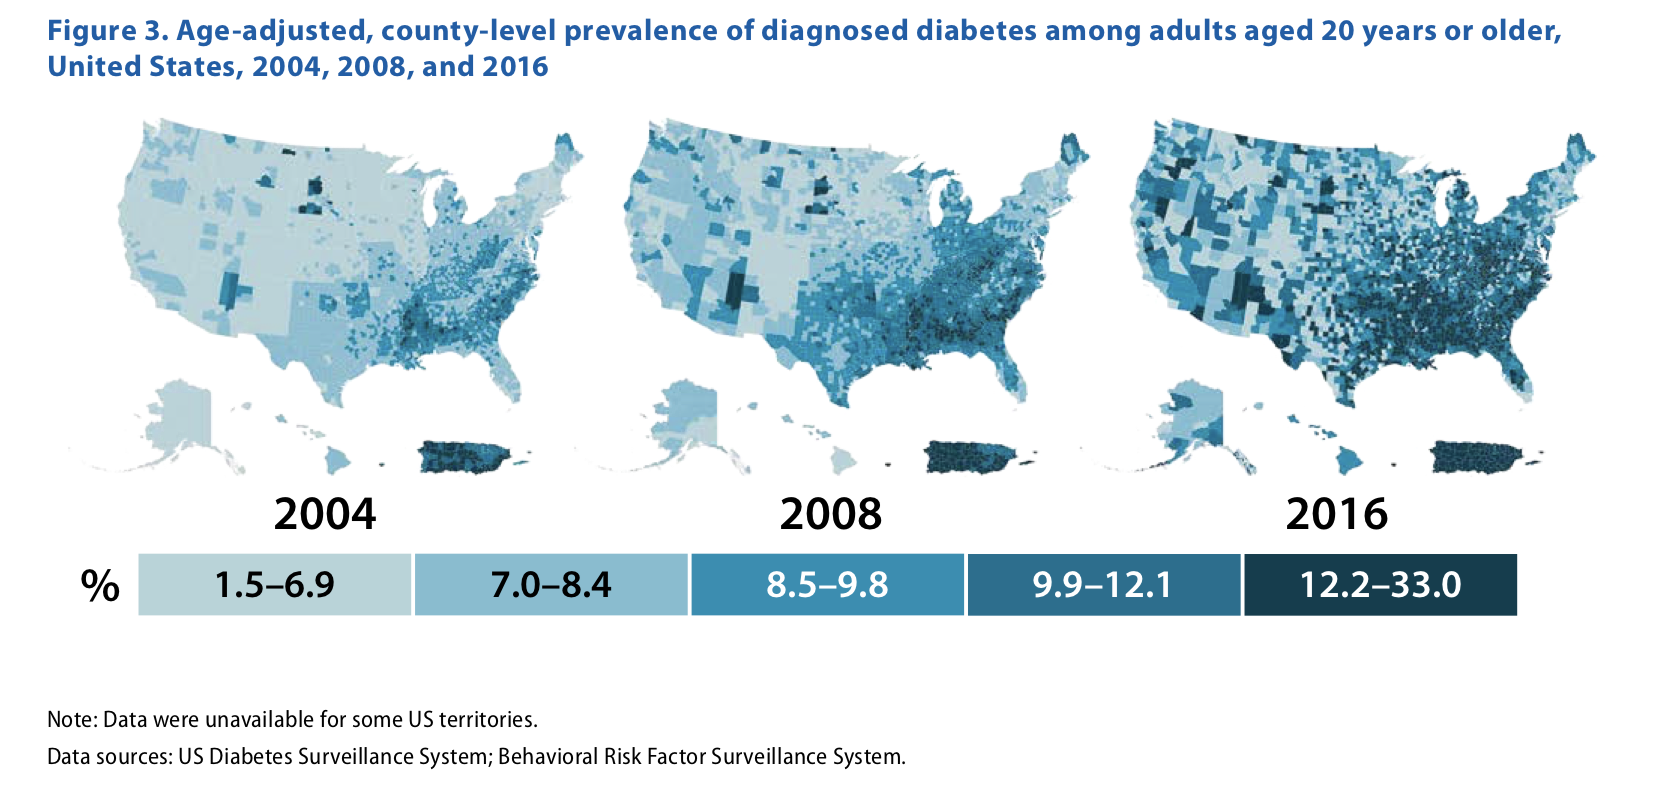 Figure 3. Age-adjusted, county-level prevalence of diagnosed diabetes among adults aged 20 years or older,
United States, 2004, 2008, and 2016
2004
2008
2016
%
1.5–6.9
7.0–8.4
8.5–9.8
9.9–12.1
12.2–33.0
Note: Data were unavailable for some US territories.
Data sources: US Diabetes Surveillance System; Behavioral Risk Factor Surveillance System.